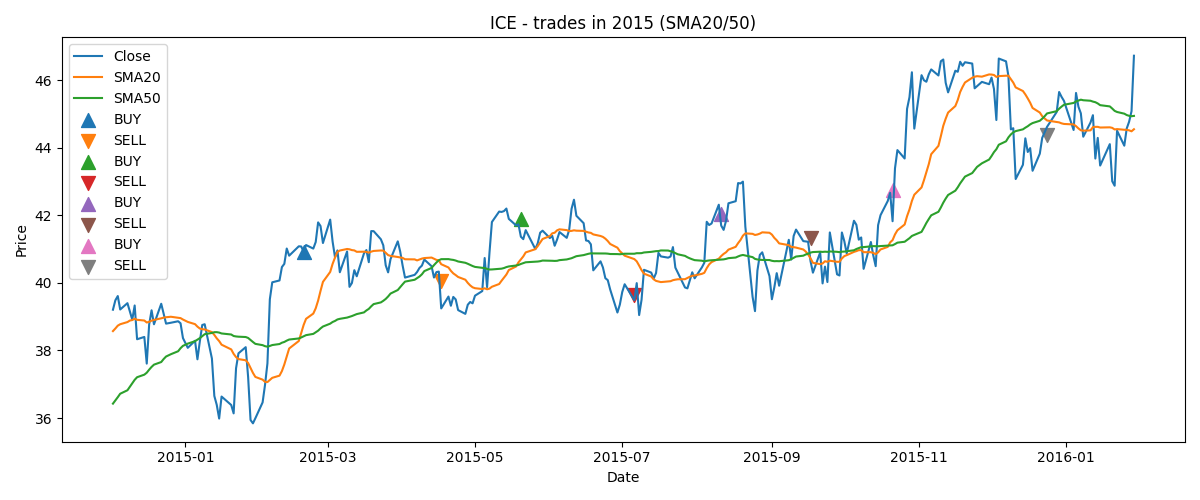 ICE - trades in 2015 (SMA20/50)
Close
SMA20
SMA50
BUY
SELL
BUY
SELL
BUY
SELL
BUY
SELL
Price
46
44
42
40
38
36
2015-01
2015-03
2015-05
2015-07
2015-09
2015-11
2016-01
Date